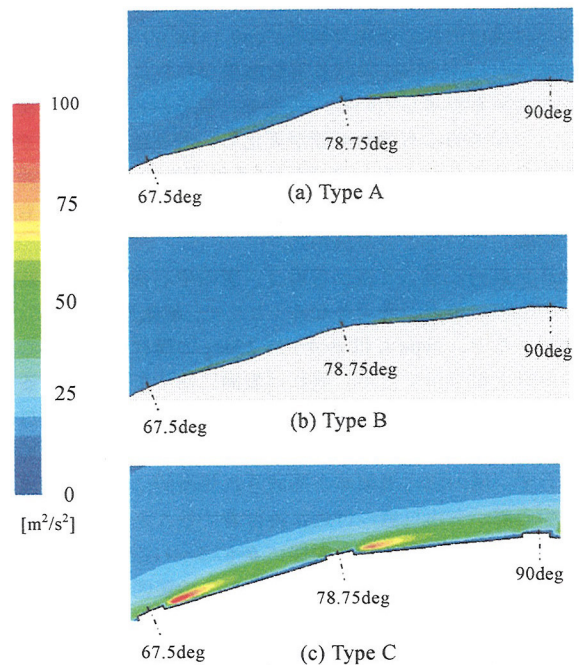 100
75
50
25
0
[m²/s²]
67.5deg
78.75deg
90deg
(a) Type A
67.5deg
78.75deg
90deg
(b) Type B
67.5deg
78.75deg
90deg
(c) Type C